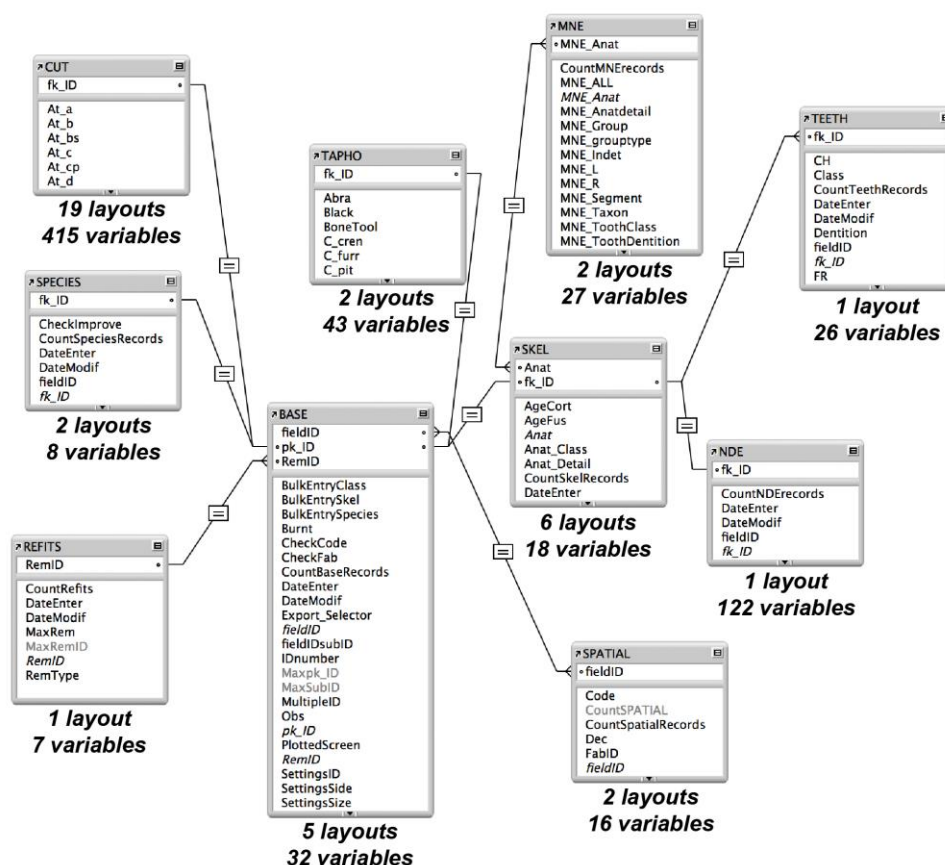 CUT
fk_ID
At_a
At_b
At_bs
At_c
At_cp
At_d
19 layouts
415 variables
SPECIES
fk_ID
CheckImprove
CountSpeciesRecords
DateEnter
DateModif
fieldID
fk_ID
2 layouts
8 variables
REFITS
RemID
CountRefits
DateEnter
DateModif
MaxRem
MaxRemID
RemID
RemType
1 layout
7 variables
TAPHO
fk_ID
Abra
Black
BoneTool
C_cren
C_furr
C_pit
2 layouts
43 variables
BASE
fieldID
pk_ID
RemID
BulkEntryClass
BulkEntrySkel
BulkEntrySpecies
Burnt
CheckCode
CheckFab
CountBaseRecords
DateEnter
DateModif
Export_Selector
fieldID
fieldIDsubID
IDnumber
Maxpk_ID
MaxSubID
MultipleID
Obs
pk_ID
PlottedScreen
RemID
SettingsID
SettingsSide
SettingsSize
5 layouts
32 variables
MNE
MNE_Anat
CountMNErecords
MNE_ALL
MNE_Anat
MNE_Anatdetail
MNE_Group
MNE_grouptype
MNE_Indet
MNE_L
MNE_R
MNE_Segment
MNE_Taxon
MNE_ToothClass
MNE_ToothDentition
2 layouts
27 variables
SKEL
Anat
fk_ID
AgeCort
AgeFus
Anat
Anat_Class
Anat_Detail
CountSkelRecords
DateEnter
6 layouts
18 variables
TEETH
fk_ID
CH
Class
CountTeethRecords
DateEnter
DateModif
Dentition
fieldID
fk_ID
FR
1 layout
26 variables
NDE
fk_ID
CountNDErecords
DateEnter
DateModif
fieldID
fk_ID
1 layout
122 variables
SPATIAL
fieldID
Code
CountSPATIAL
CountSpatialRecords
Dec
FabID
fieldID
2 layouts
16 variables